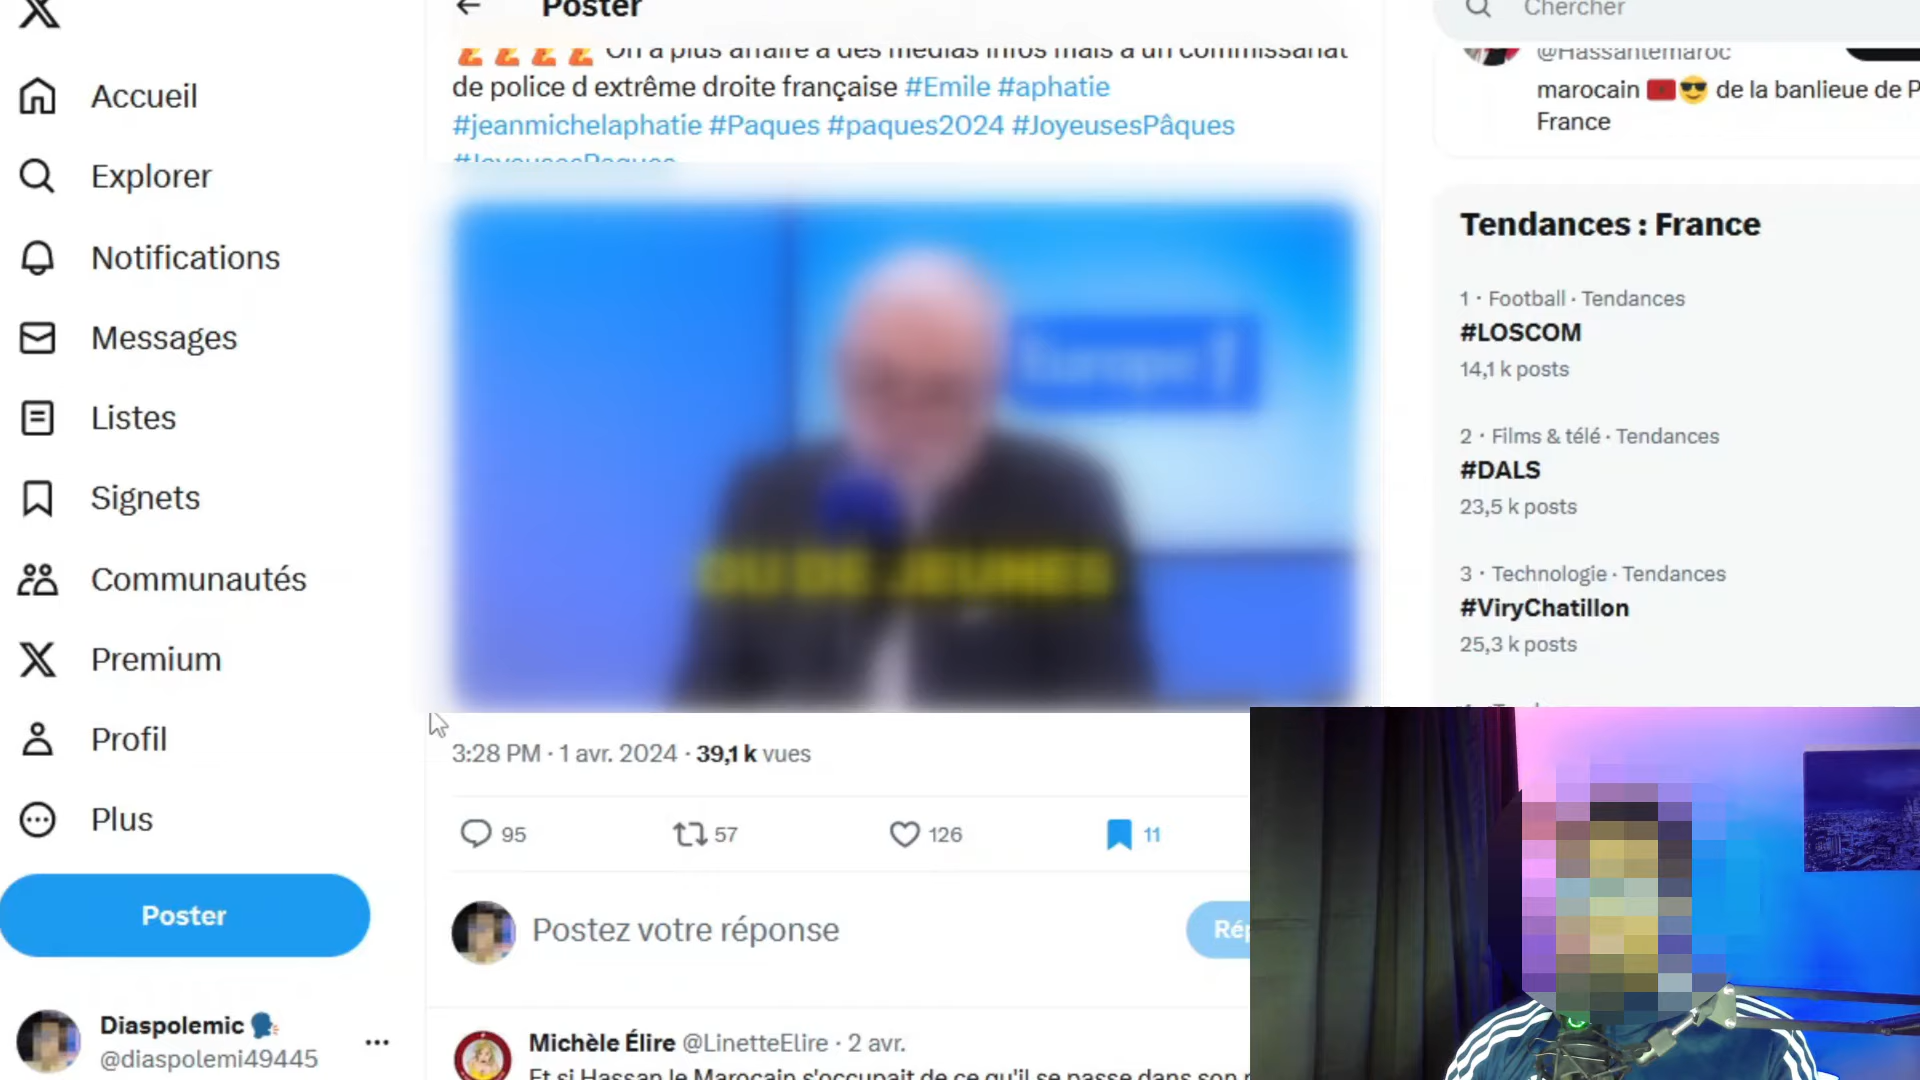 Accueil
Explorer
Notifications
Messages
Listes
Signets
Communautés
Premium
Profil
Plus
Poster
Diaspolemic
@diaspolemi49445
Poster
On a plus affaire à des médias infos mais à un commissariat
de police d extrême droite française #Emile #aphatie
#jeanmichelaphatie #Paques #paques2024 #JoyeusesPâques
#JoyeusesPaques
Europe 1
OU DE JEUNES
3:28 PM · 1 avr. 2024 · 39,1 k vues
95
57
126
11
Postez votre réponse
Rép
Michèle Élire @LinetteElire · 2 avr.
Et si Hassan le Marocain s'occupait de ce qu'il se passe dans son
Chercher
@Hassanlemaroc
marocain de la banlieue de P
France
Tendances : France
1 · Football · Tendances
#LOSCOM
14,1 k posts
2 · Films & télé · Tendances
#DALS
23,5 k posts
3 · Technologie · Tendances
#ViryChatillon
25,3 k posts